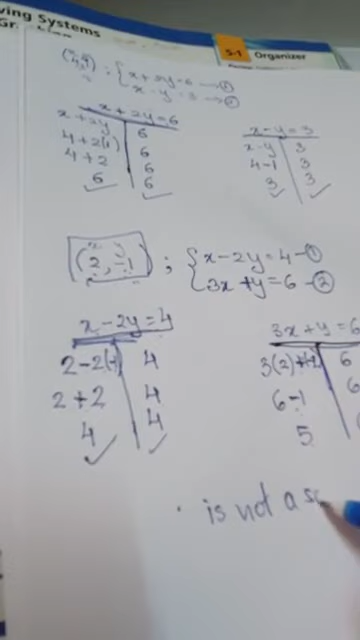 ving Systems
5-1 Organizer
(4,1) ; { x + 2y = 6 — ①
x - y = 3 — ②
x + 2y = 6
x + 2y 6
4 + 2(1) 6
4 + 2 6
6 ✓ 6 ✓
x - y = 3
x - y 3
4 - 1 3
3 ✓ 3 ✓
x y
(2, -1) ; { x - 2y = 4 — ①
3x + y = 6 — ②
x - 2y = 4
2 - 2(-1) 4
2 + 2 4
4 ✓ 4 ✓
3x + y = 6
3(2) 6
6 - 1 6
5
is not a s